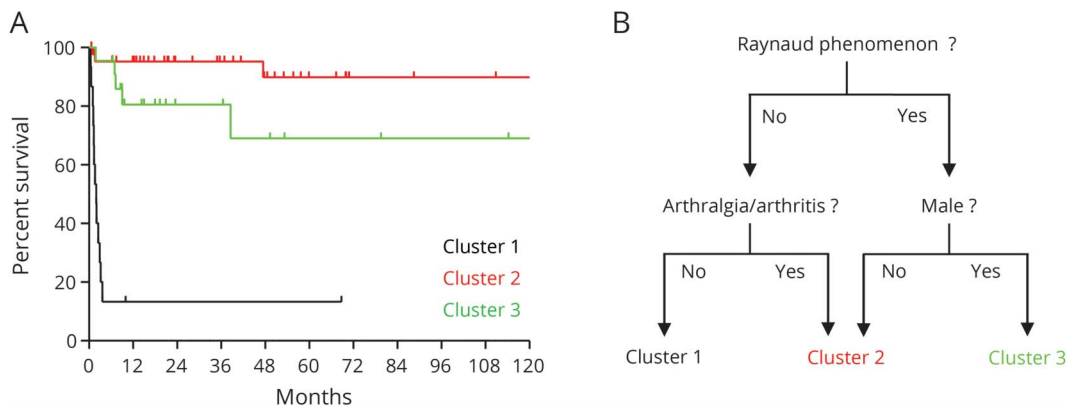 A
Percent survival
100
80
60
40
20
0
0 12 24 36 48 60 72 84 96 108 120
Months
Cluster 1
Cluster 2
Cluster 3
B
Raynaud phenomenon ?
No Yes
Arthralgia/arthritis ? Male ?
No Yes No Yes
Cluster 1 Cluster 2 Cluster 3